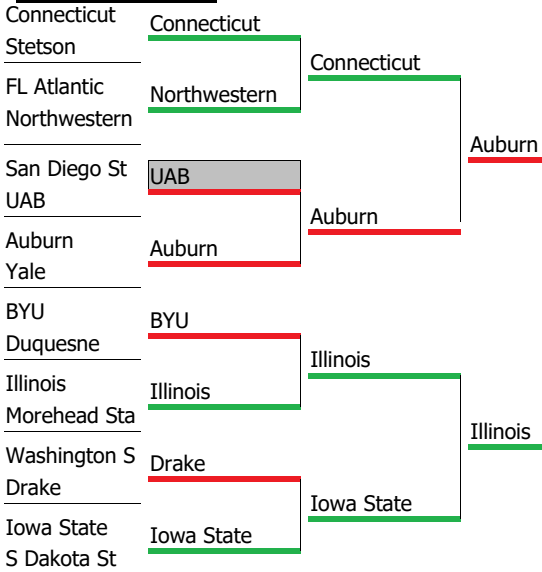 Connecticut
Stetson
FL Atlantic
Northwestern
San Diego St
UAB
Auburn
Yale
BYU
Duquesne
Illinois
Morehead Sta
Washington S
Drake
Iowa State
S Dakota St
Connecticut
Northwestern
UAB
Auburn
BYU
Illinois
Drake
Iowa State
Connecticut
Auburn
Illinois
Iowa State
Auburn
Illinois